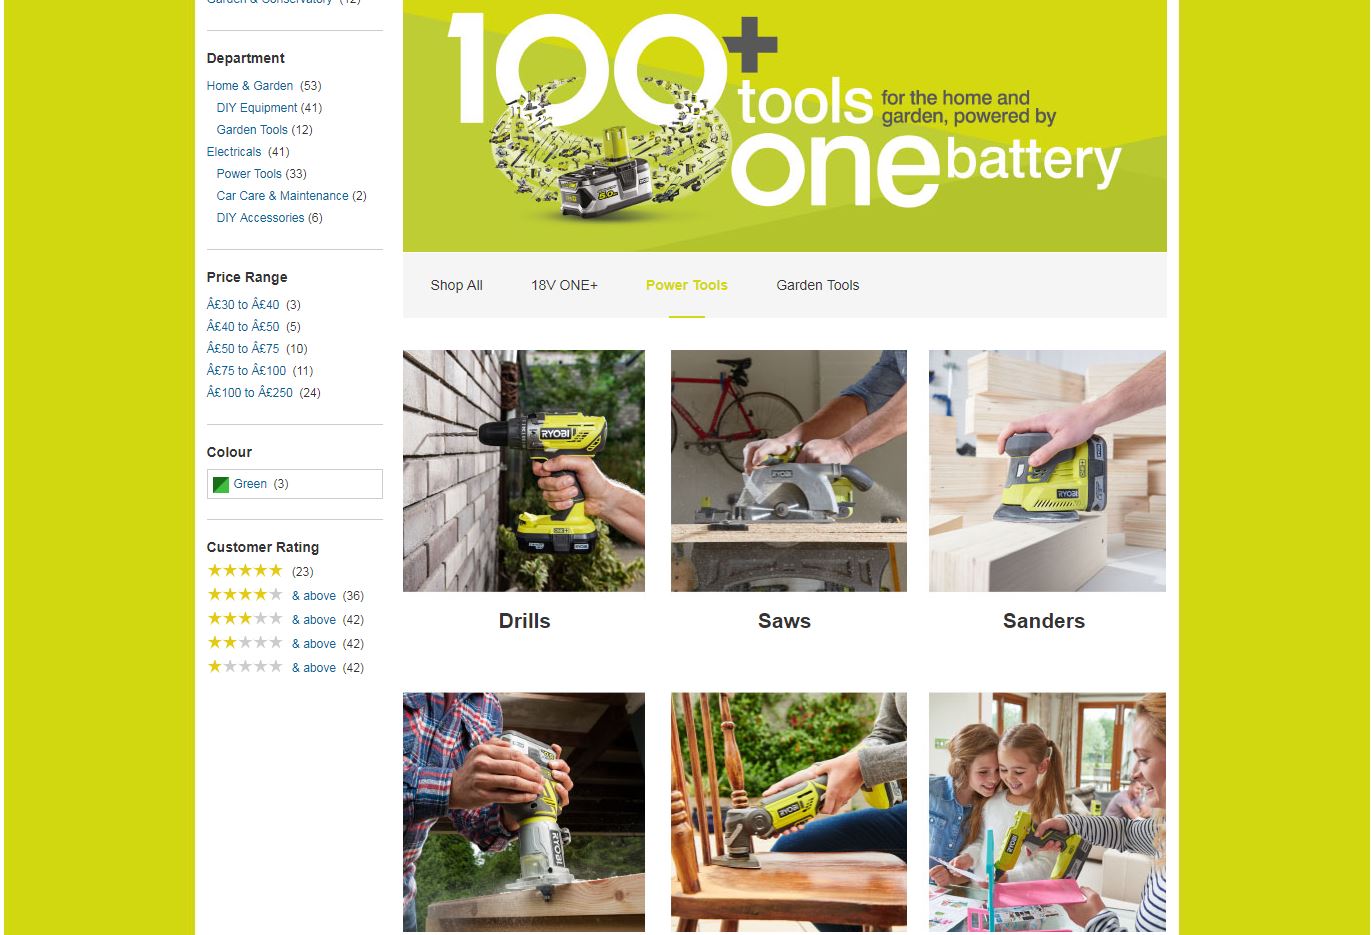 Garden & Conservatory (12)
Department
Home & Garden (53)
DIY Equipment (41)
Garden Tools (12)
Electricals (41)
Power Tools (33)
Car Care & Maintenance (2)
DIY Accessories (6)
Price Range
Â£30 to Â£40 (3)
Â£40 to Â£50 (5)
Â£50 to Â£75 (10)
Â£75 to Â£100 (11)
Â£100 to Â£250 (24)
Colour
Green (3)
Customer Rating
(23)
& above (36)
& above (42)
& above (42)
& above (42)
100+
tools for the home and
garden, powered by
one battery
Shop All 18V ONE+ Power Tools Garden Tools
RYOBI
RYOBI
RYOBI
Drills Saws Sanders
RYOBI
RYOBI
RYOBI